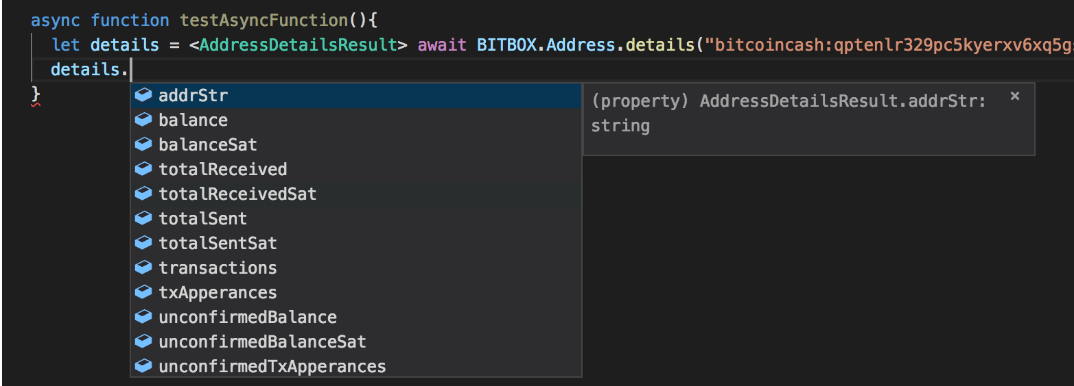 async function testAsyncFunction(){
let details = <AddressDetailsResult> await BITBOX.Address.details("bitcoincash:qptenlr329pc5kyerxv6xq5g
details.
}
addrStr
balance
balanceSat
totalReceived
totalReceivedSat
totalSent
totalSentSat
transactions
txApperances
unconfirmedBalance
unconfirmedBalanceSat
unconfirmedTxApperances
(property) AddressDetailsResult.addrStr: ×
string